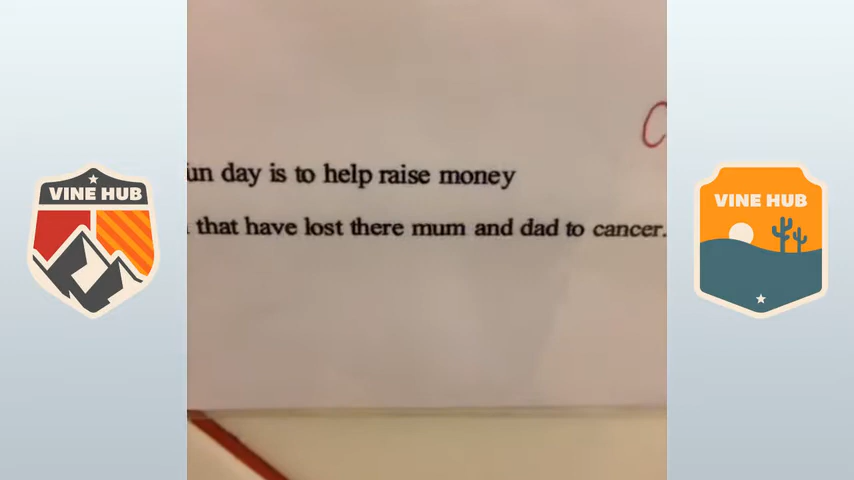 VINE HUB
un day is to help raise money
that have lost there mum and dad to cancer.
C
VINE HUB